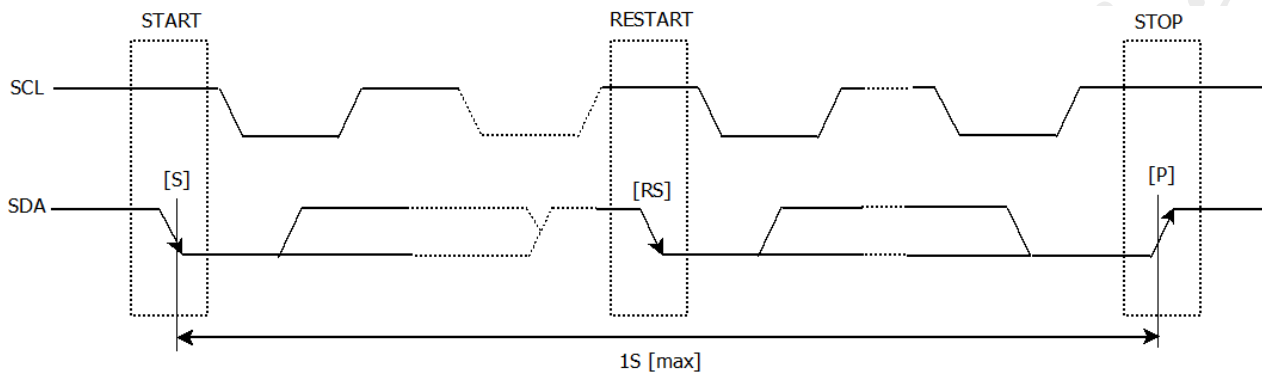 START RESTART STOP
SCL
[S] [RS] [P]
SDA
1S [max]